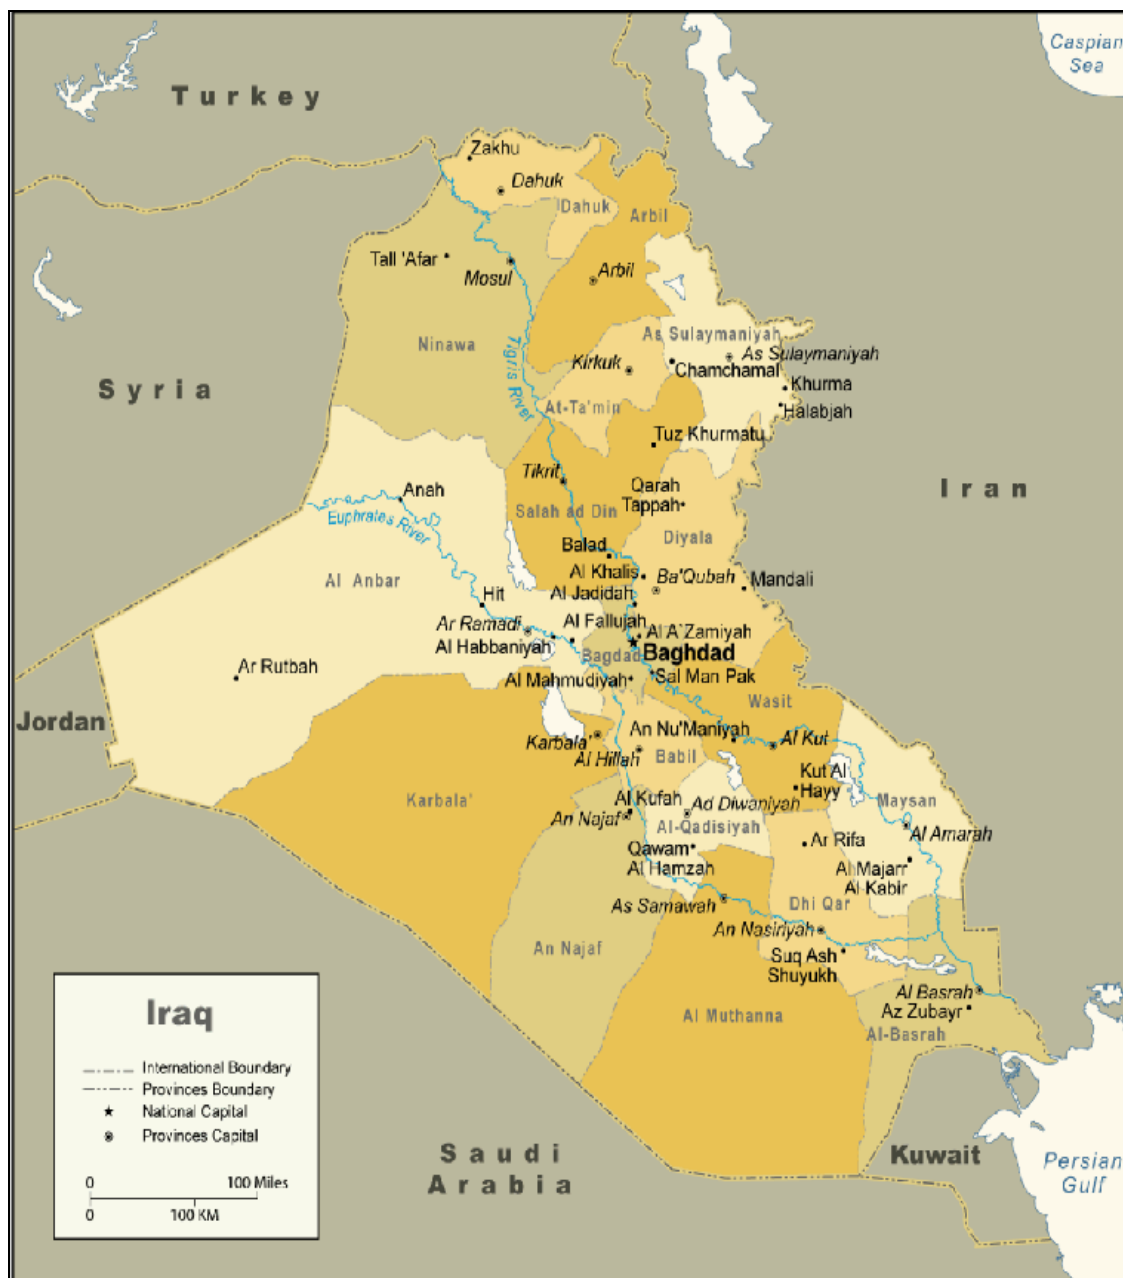 Caspian
Sea
Turkey
Zakhu
Dahuk
Dahuk
Arbil
Tall 'Afar
Mosul
Arbil
Ninawa
Tigris River
As Sulaymaniyah
As Sulaymaniyah
Kirkuk
Chamchamal
Khurma
Syria
At-Ta'min
Halabjah
Tuz Khurmatu
Tikrit
Qarah
Tappah
Iran
Anah
Euphrates River
Salah ad Din
Diyala
Balad
Al Anbar
Al Khalis
Ba'Qubah
Mandali
Hit
Al Jadidah
Ar Ramadi
Al Fallujah
Al A'Zamiyah
Al Habbaniyah
Bagdad
Baghdad
Ar Rutbah
Al Mahmudiyah
Sal Man Pak
Wasit
Jordan
Karbala'
An Nu'Maniyah
Al Kut
Al Hillah
Babil
Kut Al
Hayy
Karbala'
Al Kufah
Ad Diwaniyah
Maysan
An Najaf
Al-Qadisiyah
Al Amarah
Qawam
Al Hamzah
Ar Rifa
Al Majarr
Al Kabir
As Samawah
Dhi Qar
An Nasiriyah
An Najaf
Suq Ash
Shuyukh
Al Basrah
Az Zubayr
Al Muthanna
Al-Basrah
Iraq
International Boundary
Provinces Boundary
National Capital
Provinces Capital
0 100 Miles
0 100 KM
Saudi
Arabia
Kuwait
Persian
Gulf